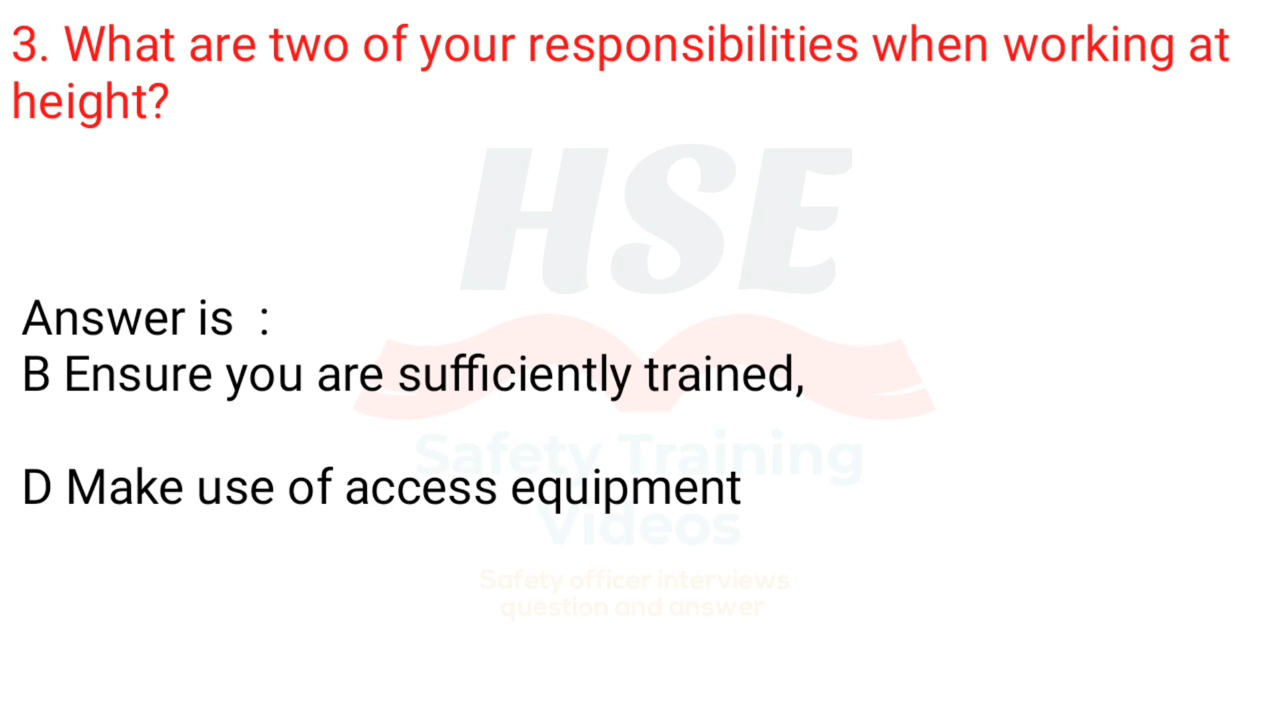 3. What are two of your responsibilities when working at
height?
HSE
Answer is :
B Ensure you are sufficiently trained,
Safety Training
D Make use of access equipment
Videos
Safety officer interviews
question and answer